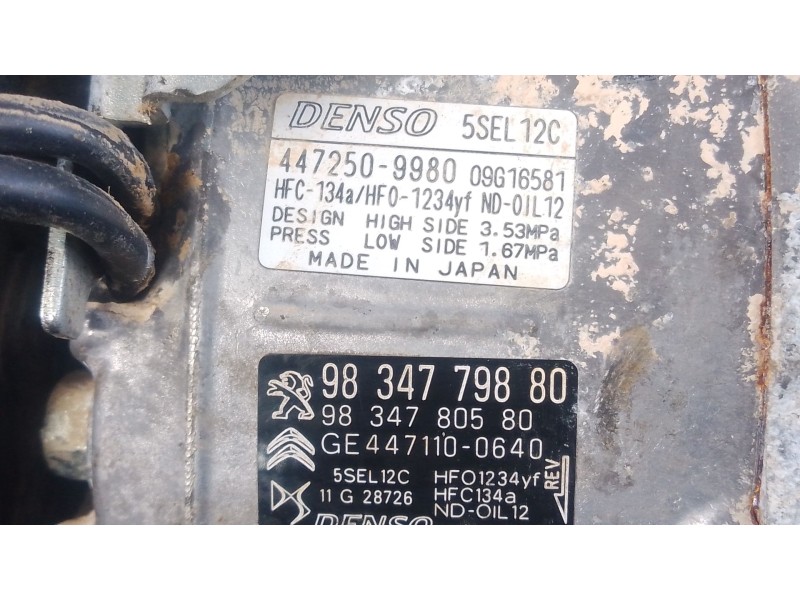 DENSO 5SEL12C
447250-9980 09G16581
HFC-134a/HFO-1234yf ND-OIL12
DESIGN HIGH SIDE 3.53MPa
PRESS LOW SIDE 1.67MPa
MADE IN JAPAN
98 347 798 80
98 347 805 80
GE447110-0640
5SEL12C HFO1234yf
11 G 28726 HFC134a
ND-OIL12
REV
DENSO